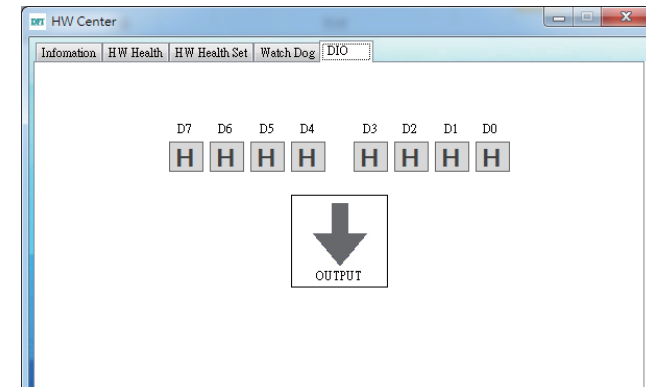 DFI HW Center
Infomation HW Health HW Health Set Watch Dog DIO
D7 D6 D5 D4 D3 D2 D1 D0
H H H H H H H H
OUTPUT